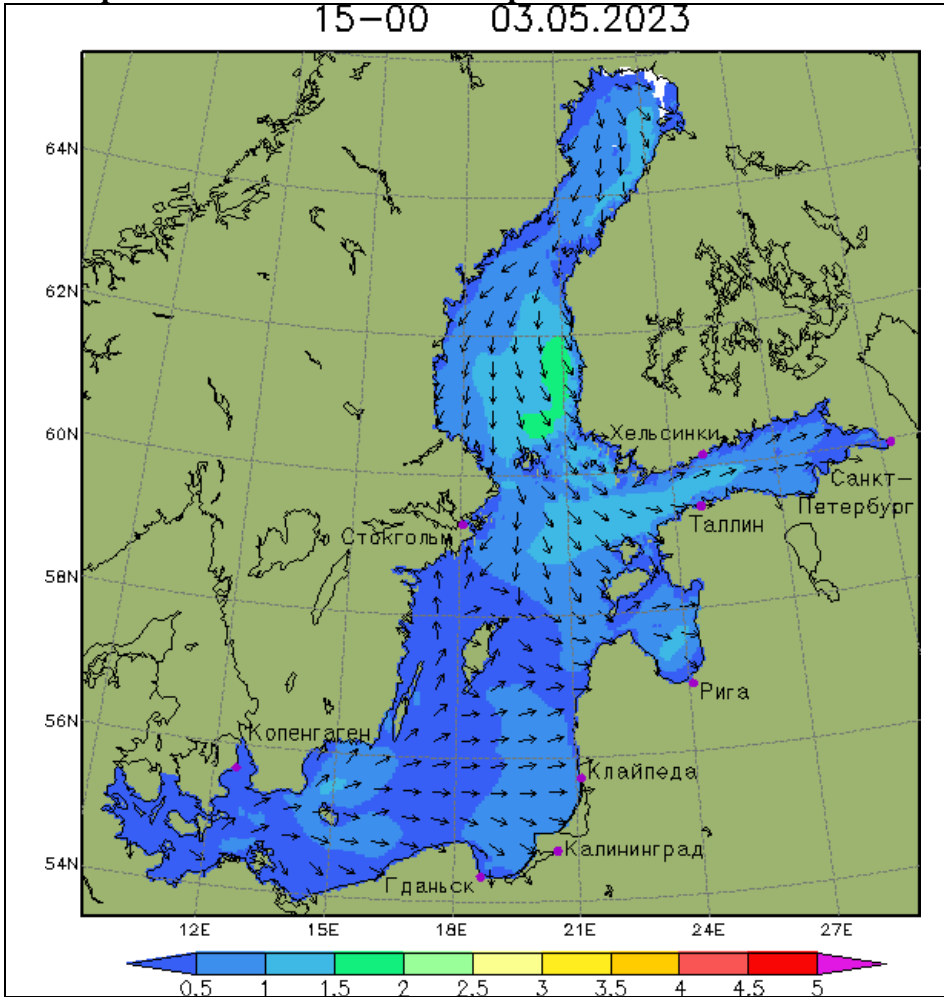 15-00 03.05.2023
64N
62N
Хельсинки
60N
Санкт-
Петербург
Таллин
Стокгольм
58N
Рига
56N
Копенгаген
Клайпеда
Калининград
54N
Гданьск
12E 15E 18E 21E 24E 27E
0.5 1 1.5 2 2.5 3 3.5 4 4.5 5